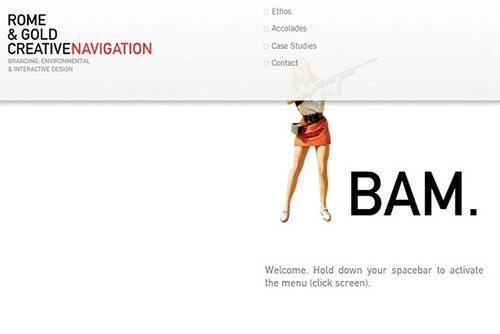 ROME
& GOLD
CREATIVENAVIGATION
BRANDING, ENVIRONMENTAL
& INTERACTIVE DESIGN
Ethos
Accolades
Case Studies
Contact
BAM.
Welcome. Hold down your spacebar to activate
the menu (click screen).